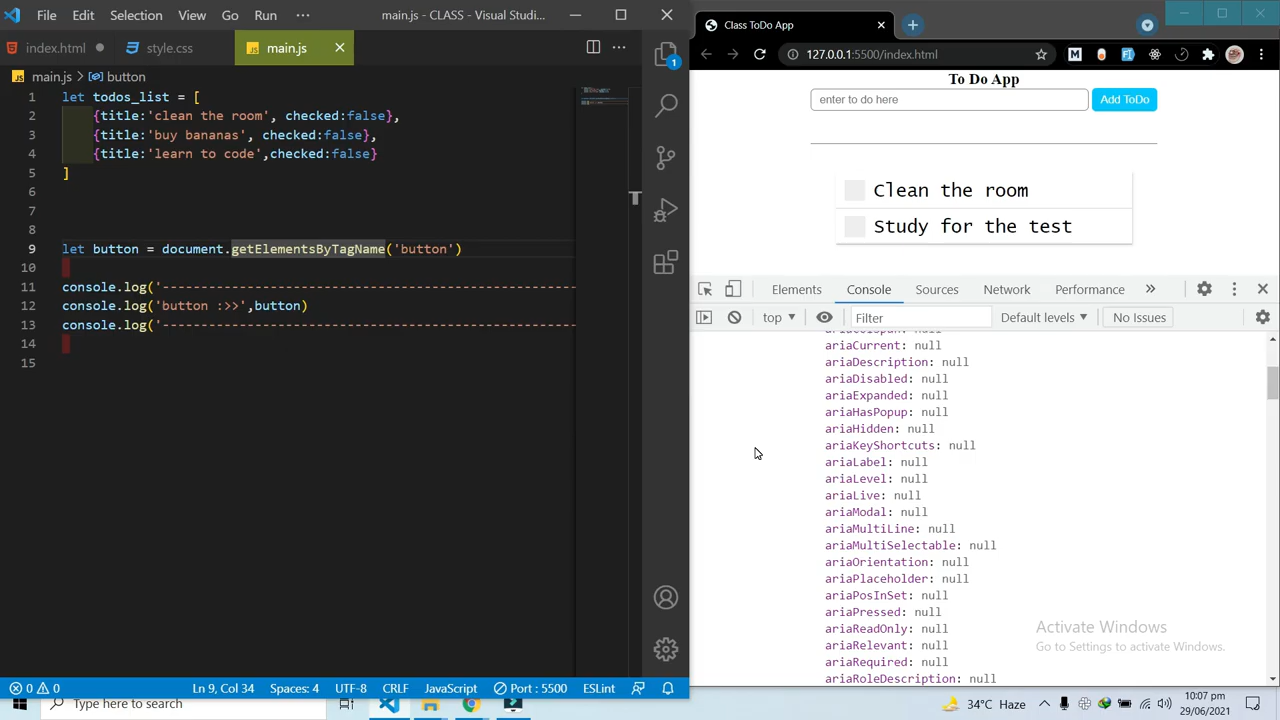 File Edit Selection View Go Run ··· main.js - CLASS - Visual Studi...
index.html
style.css
main.js
main.js > button
1 let todos_list = [
2 {title:'clean the room', checked:false},
3 {title:'buy bananas', checked:false},
4 {title:'learn to code',checked:false}
5 ]
6
7
8
9 let button = document.getElementsByTagName('button')
10
11 console.log('------------------------------------------------------
12 console.log('button :>>',button)
13 console.log('------------------------------------------------------
14
15
1
0 0 Ln 9, Col 34 Spaces: 4 UTF-8 CRLF JavaScript Port : 5500 ESLint
Class ToDo App
127.0.0.1:5500/index.html
To Do App
enter to do here Add ToDo
Clean the room
Study for the test
Elements Console Sources Network Performance »
top Filter Default levels No Issues
ariaCurrent: null
ariaDescription: null
ariaDisabled: null
ariaExpanded: null
ariaHasPopup: null
ariaHidden: null
ariaKeyShortcuts: null
ariaLabel: null
ariaLevel: null
ariaLive: null
ariaModal: null
ariaMultiLine: null
ariaMultiSelectable: null
ariaOrientation: null
ariaPlaceholder: null
ariaPosInSet: null
ariaPressed: null
ariaReadOnly: null
ariaRelevant: null
ariaRequired: null
ariaRoleDescription: null
Activate Windows
Go to Settings to activate Windows.
Type here to search
34°C Haze
10:07 pm
29/06/2021